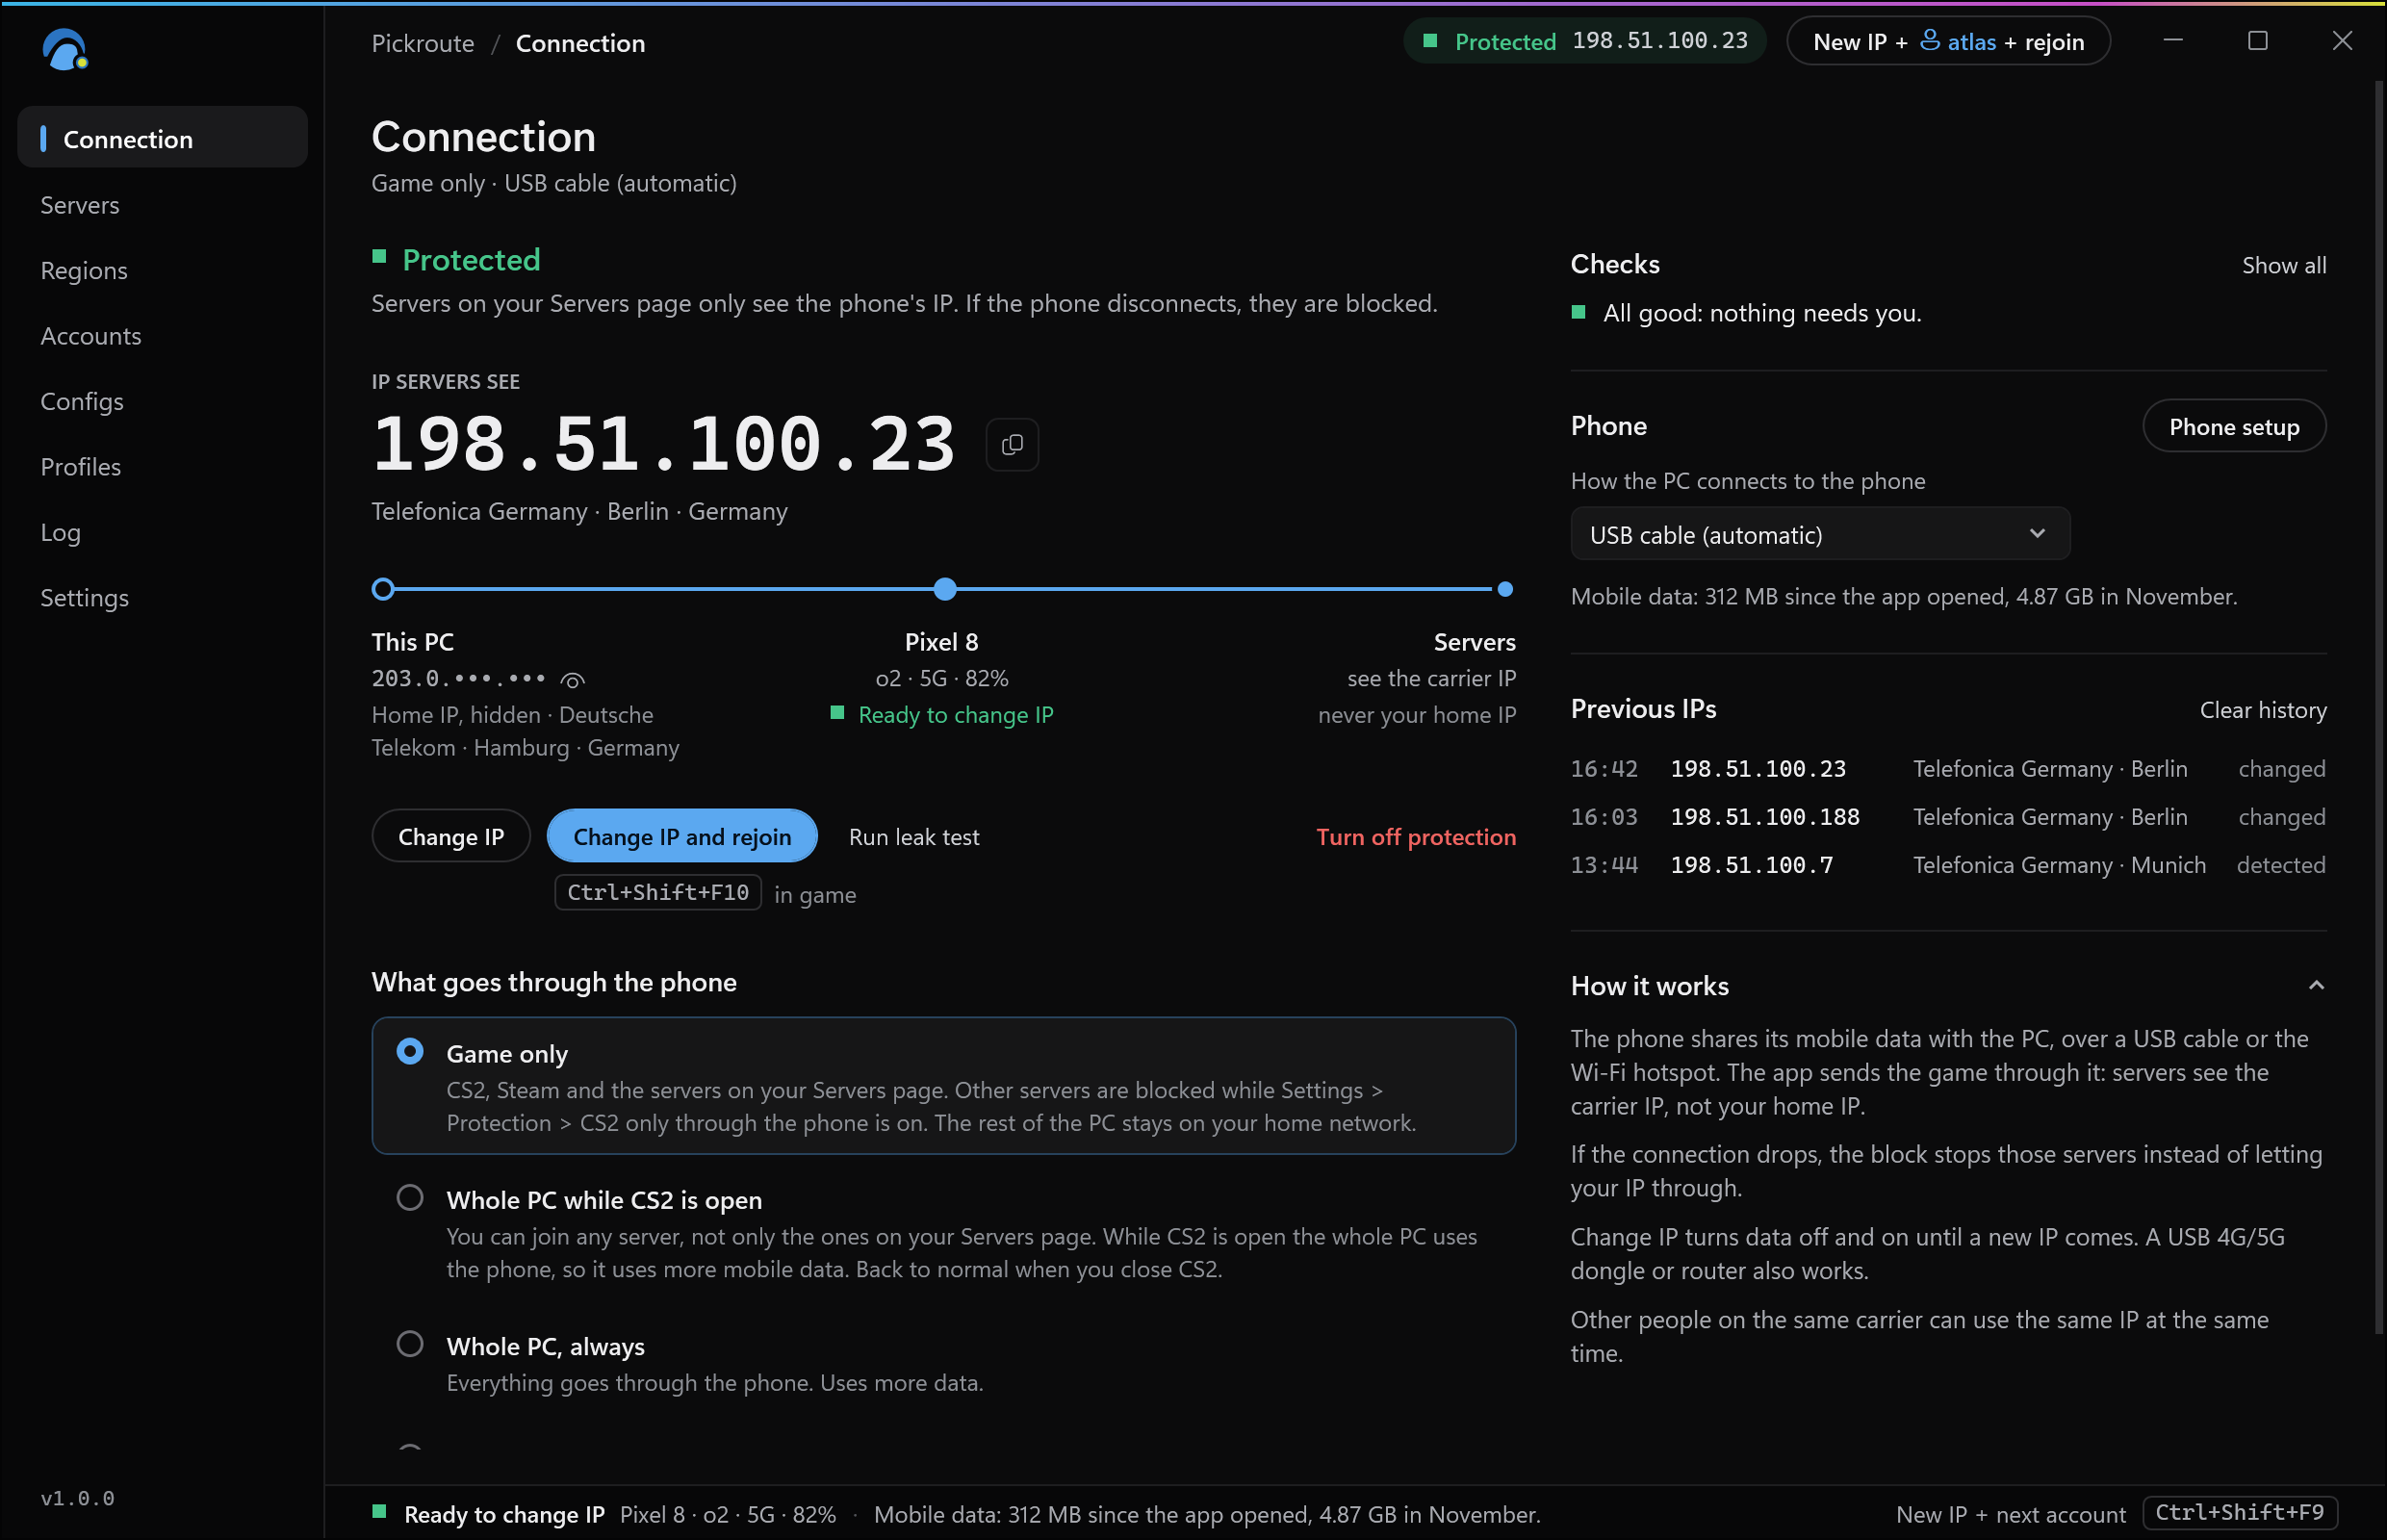 Pickroute / Connection
Protected 198.51.100.23
New IP + atlas + rejoin
Connection
Servers
Regions
Accounts
Configs
Profiles
Log
Settings
v1.0.0
Connection
Game only · USB cable (automatic)
Protected
Servers on your Servers page only see the phone's IP. If the phone disconnects, they are blocked.
IP SERVERS SEE
198.51.100.23
Telefonica Germany · Berlin · Germany
This PC
203.0.•••.•••
Home IP, hidden · Deutsche
Telekom · Hamburg · Germany
Pixel 8
o2 · 5G · 82%
Ready to change IP
Servers
see the carrier IP
never your home IP
Change IP
Change IP and rejoin
Run leak test
Turn off protection
Ctrl+Shift+F10 in game
What goes through the phone
Game only
CS2, Steam and the servers on your Servers page. Other servers are blocked while Settings >
Protection > CS2 only through the phone is on. The rest of the PC stays on your home network.
Whole PC while CS2 is open
You can join any server, not only the ones on your Servers page. While CS2 is open the whole PC uses
the phone, so it uses more mobile data. Back to normal when you close CS2.
Whole PC, always
Everything goes through the phone. Uses more data.
Checks
Show all
All good: nothing needs you.
Phone
Phone setup
How the PC connects to the phone
USB cable (automatic)
Mobile data: 312 MB since the app opened, 4.87 GB in November.
Previous IPs
Clear history
16:42 198.51.100.23 Telefonica Germany · Berlin changed
16:03 198.51.100.188 Telefonica Germany · Berlin changed
13:44 198.51.100.7 Telefonica Germany · Munich detected
How it works
The phone shares its mobile data with the PC, over a USB cable or the
Wi-Fi hotspot. The app sends the game through it: servers see the
carrier IP, not your home IP.
If the connection drops, the block stops those servers instead of letting
your IP through.
Change IP turns data off and on until a new IP comes. A USB 4G/5G
dongle or router also works.
Other people on the same carrier can use the same IP at the same
time.
Ready to change IP Pixel 8 · o2 · 5G · 82% · Mobile data: 312 MB since the app opened, 4.87 GB in November.
New IP + next account Ctrl+Shift+F9